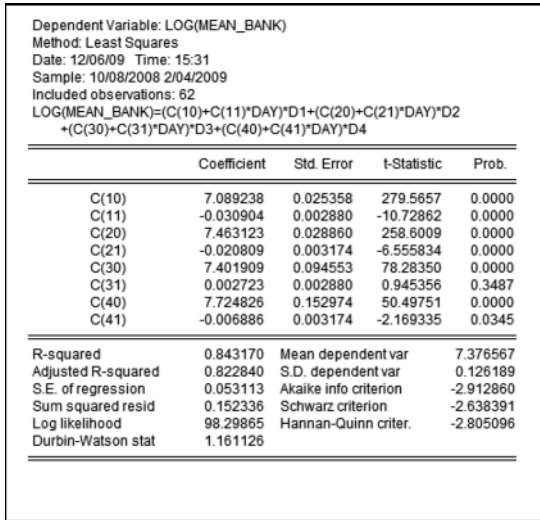 Dependent Variable: LOG(MEAN_BANK)
Method: Least Squares
Date: 12/06/09 Time: 15:31
Sample: 10/08/2008 2/04/2009
Included observations: 62
LOG(MEAN_BANK)=(C(10)+C(11)*DAY)*D1+(C(20)+C(21)*DAY)*D2
+(C(30)+C(31)*DAY)*D3+(C(40)+C(41)*DAY)*D4
Coefficient Std. Error t-Statistic Prob.
C(10) 7.089238 0.025358 279.5657 0.0000
C(11) -0.030904 0.002880 -10.72862 0.0000
C(20) 7.463123 0.028860 258.6009 0.0000
C(21) -0.020809 0.003174 -6.555834 0.0000
C(30) 7.401909 0.094553 78.28350 0.0000
C(31) 0.002723 0.002880 0.945356 0.3487
C(40) 7.724826 0.152974 50.49751 0.0000
C(41) -0.006886 0.003174 -2.169335 0.0345
R-squared 0.843170 Mean dependent var 7.376567
Adjusted R-squared 0.822840 S.D. dependent var 0.126189
S.E. of regression 0.053113 Akaike info criterion -2.912860
Sum squared resid 0.152336 Schwarz criterion -2.638391
Log likelihood 98.29865 Hannan-Quinn criter. -2.805096
Durbin-Watson stat 1.161126